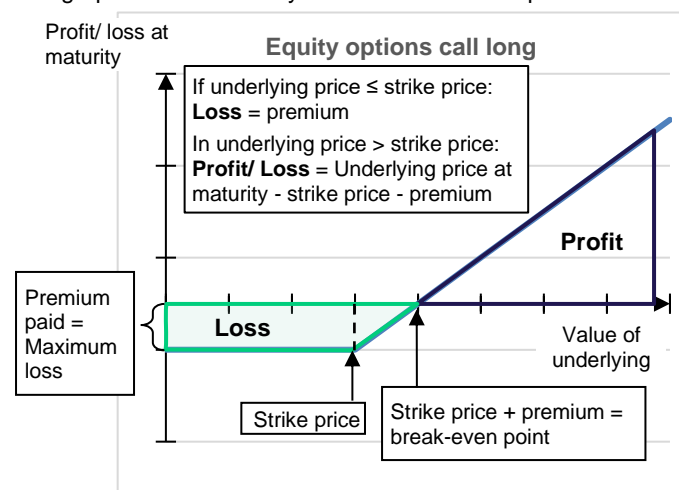 Profit/ loss at
maturity
Equity options call long
If underlying price ≤ strike price:
Loss = premium
In underlying price > strike price:
Profit/ Loss = Underlying price at
maturity - strike price - premium
Profit
Premium
paid =
Maximum
loss
Loss
Value of
underlying
Strike price
Strike price + premium =
break-even point